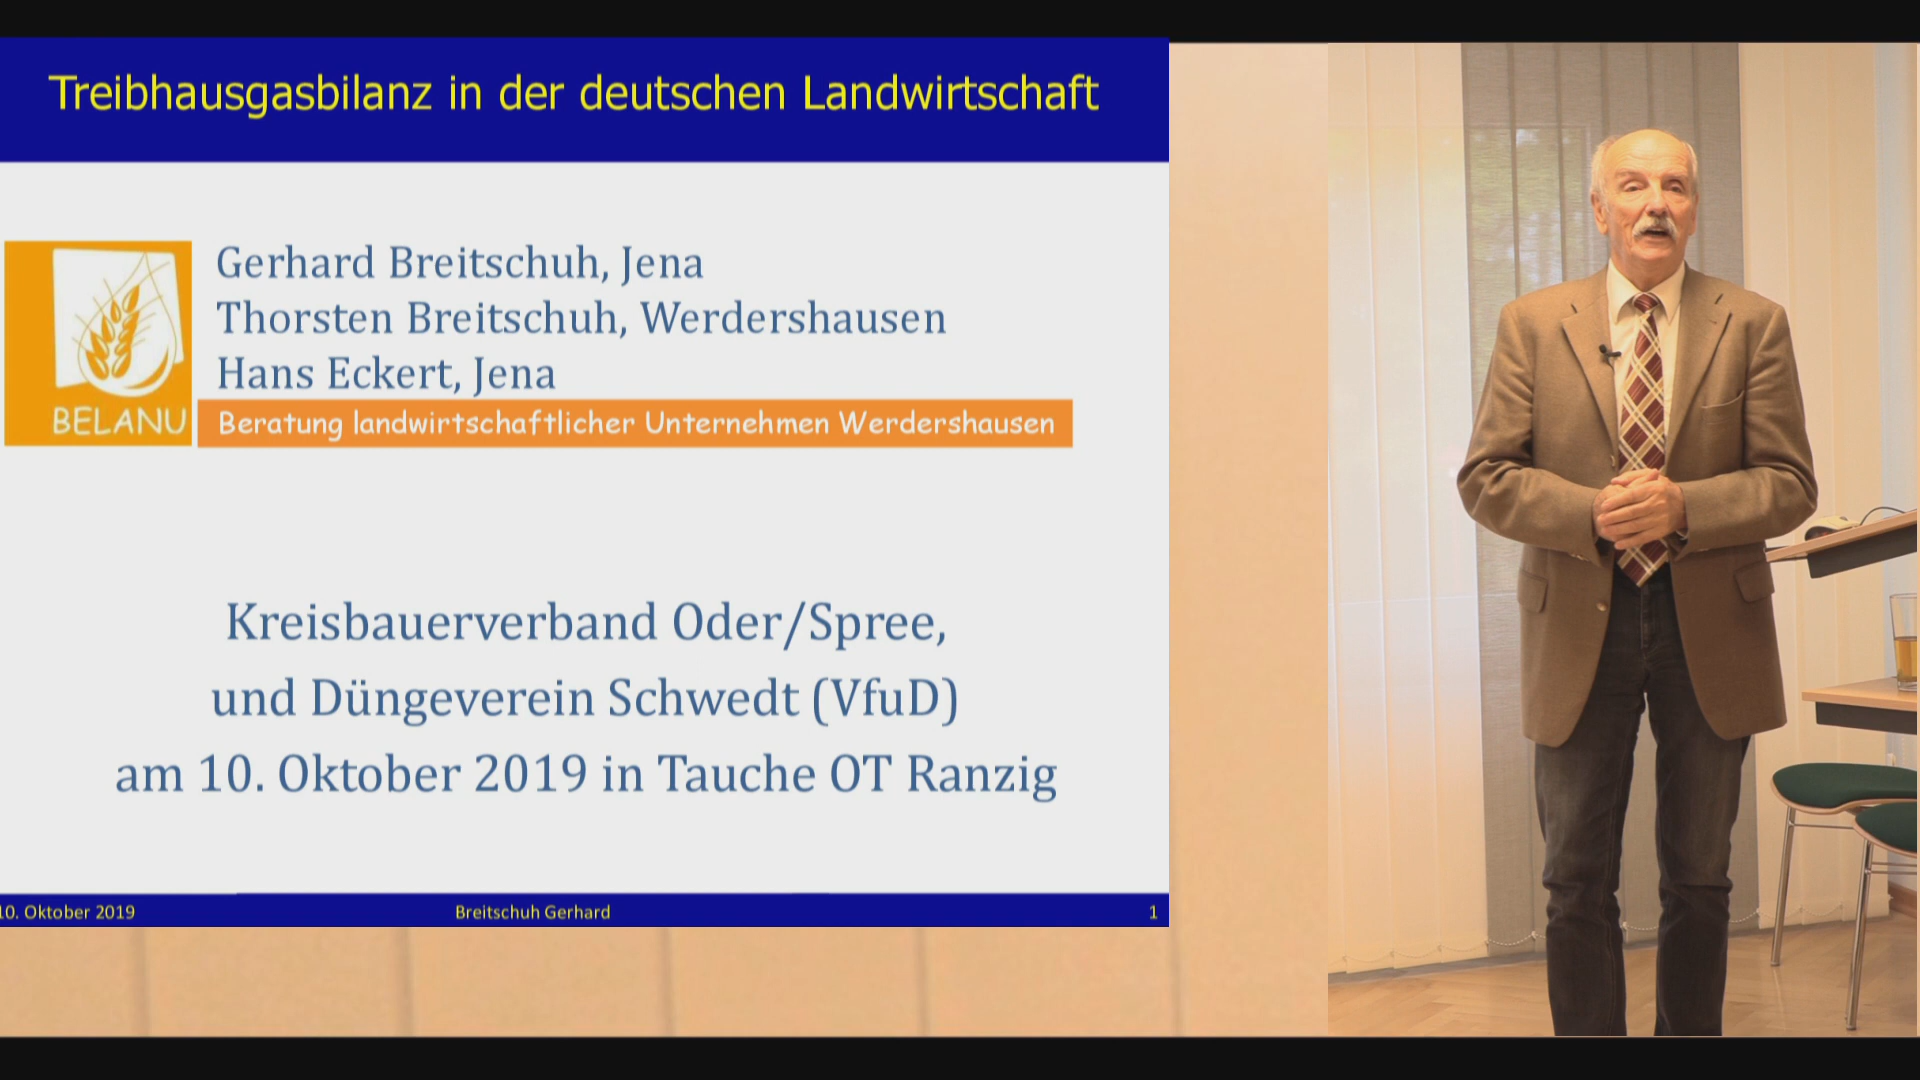 Treibhausgasbilanz in der deutschen Landwirtschaft
Gerhard Breitschuh, Jena
Thorsten Breitschuh, Werdershausen
Hans Eckert, Jena
BELANU
Beratung landwirtschaftlicher Unternehmen Werdershausen
Kreisbauerverband Oder/Spree,
und Düngeverein Schwedt (VfuD)
am 10. Oktober 2019 in Tauche OT Ranzig
10. Oktober 2019
Breitschuh Gerhard
1